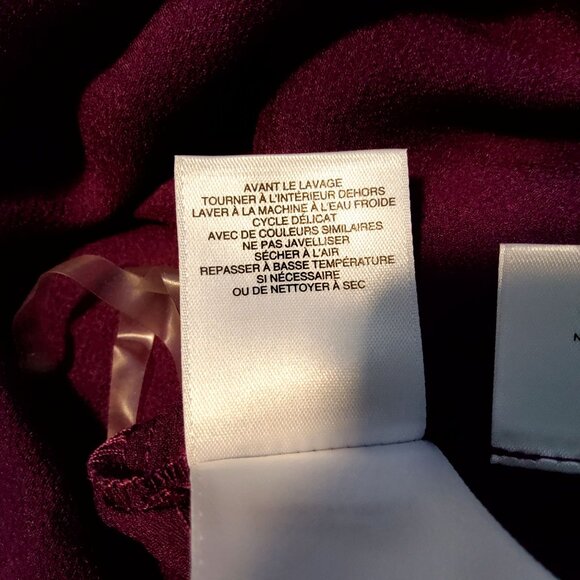 AVANT LE LAVAGE
TOURNER À L'INTÉRIEUR DEHORS
LAVER À LA MACHINE À L'EAU FROIDE
CYCLE DÉLICAT
AVEC DE COULEURS SIMILAIRES
NE PAS JAVELLISER
SÉCHER À L'AIR
REPASSER À BASSE TEMPÉRATURE
SI NÉCESSAIRE
OU DE NETTOYER À SEC
N